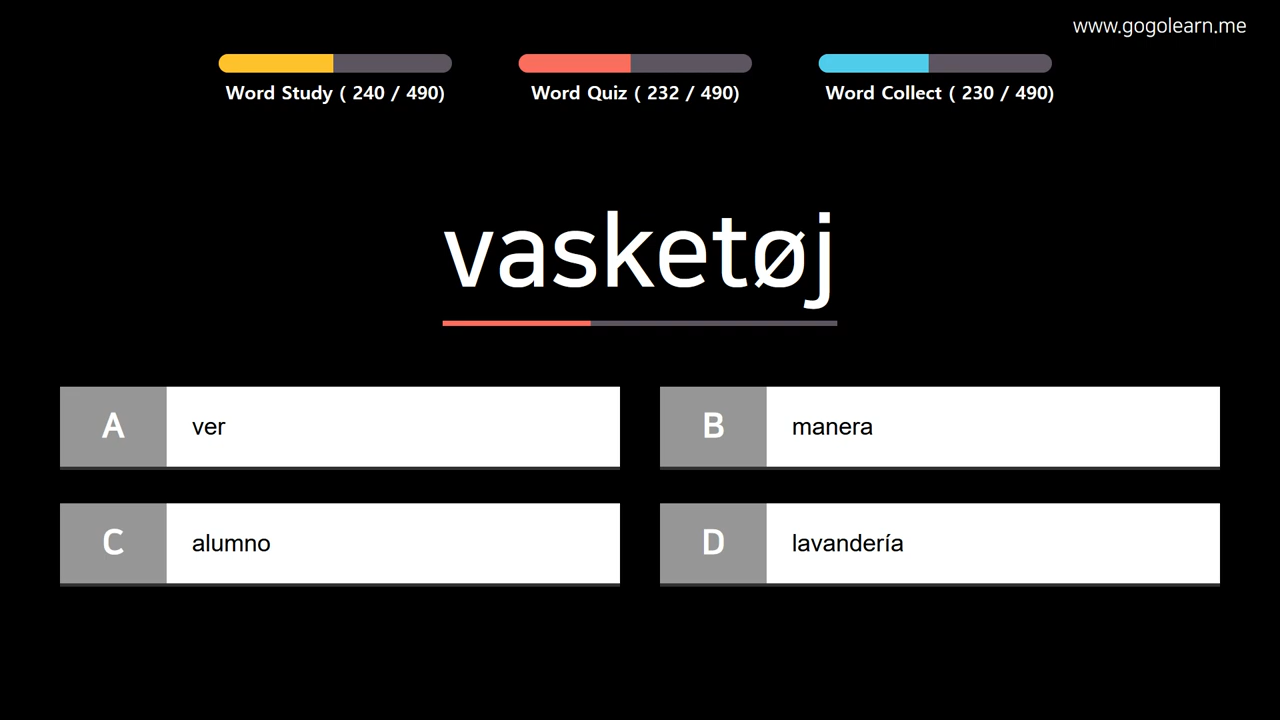 www.gogolearn.me
Word Study ( 240 / 490)
Word Quiz ( 232 / 490)
Word Collect ( 230 / 490)
vasketøj
A ver
B manera
C alumno
D lavandería